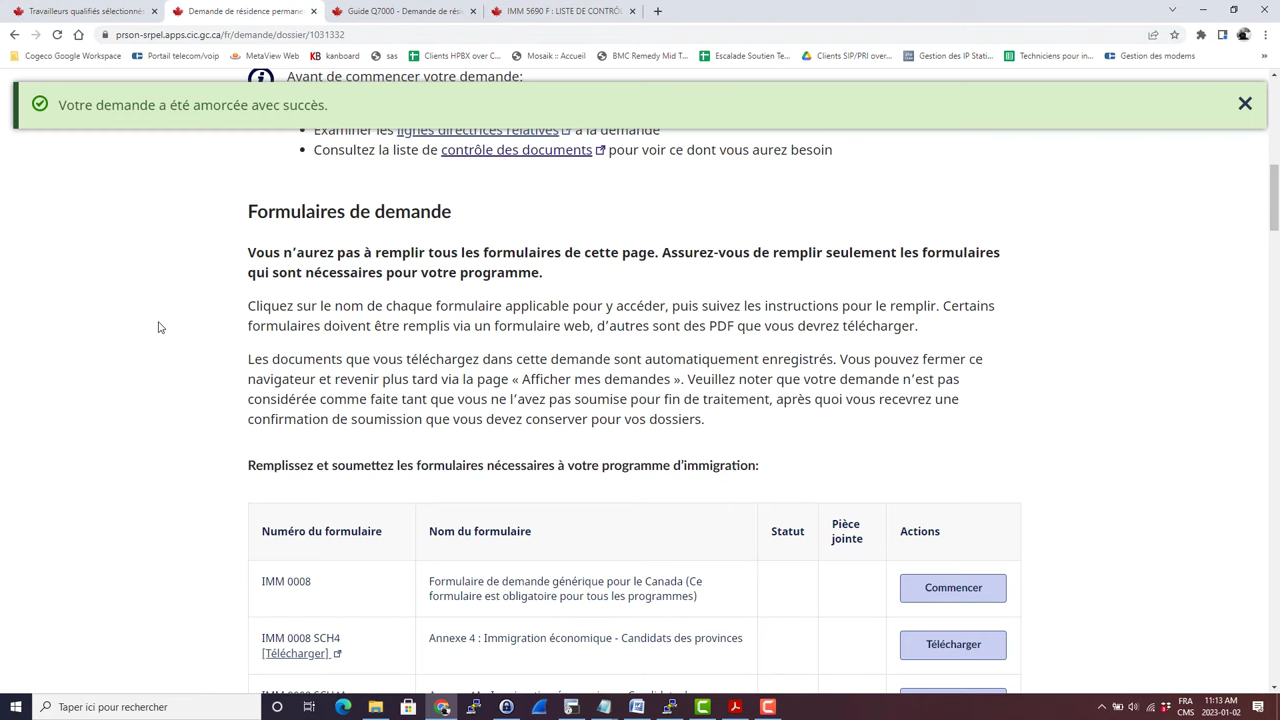 Travailleurs qualifiés sélectionnés
Demande de résidence permane
Guide Q7000 - Demande de rés
IMM 5690 F : LISTE DE CONTRÔL
prson-srpel.apps.cic.gc.ca/fr/demande/dossier/1031332
Cogeco Google Workspace
Portail telecom/voip
MetaView Web
kanboard
sas
Clients HPBX over C...
Mosaik :: Accueil
BMC Remedy Mid T...
Escalade Soutien Te...
Clients SIP/PRI over...
Gestion des IP Stati...
Techniciens pour in...
Gestion des modems
»
Avant de commencer votre demande:
Votre demande a été amorcée avec succès.
• Examiner les lignes directrices relatives à la demande
• Consultez la liste de contrôle des documents pour voir ce dont vous aurez besoin
Formulaires de demande
Vous n'aurez pas à remplir tous les formulaires de cette page. Assurez-vous de remplir seulement les formulaires
qui sont nécessaires pour votre programme.
Cliquez sur le nom de chaque formulaire applicable pour y accéder, puis suivez les instructions pour le remplir. Certains
formulaires doivent être remplis via un formulaire web, d'autres sont des PDF que vous devrez télécharger.
Les documents que vous téléchargez dans cette demande sont automatiquement enregistrés. Vous pouvez fermer ce
navigateur et revenir plus tard via la page « Afficher mes demandes ». Veuillez noter que votre demande n'est pas
considérée comme faite tant que vous ne l'avez pas soumise pour fin de traitement, après quoi vous recevrez une
confirmation de soumission que vous devez conserver pour vos dossiers.
Remplissez et soumettez les formulaires nécessaires à votre programme d'immigration:
Numéro du formulaire
Nom du formulaire
Statut
Pièce
jointe
Actions
IMM 0008
Formulaire de demande générique pour le Canada (Ce
formulaire est obligatoire pour tous les programmes)
Commencer
IMM 0008 SCH4
[Télécharger]
Annexe 4 : Immigration économique - Candidats des provinces
Télécharger
Taper ici pour rechercher
FRA
CMS
11:13 AM
2023-01-02